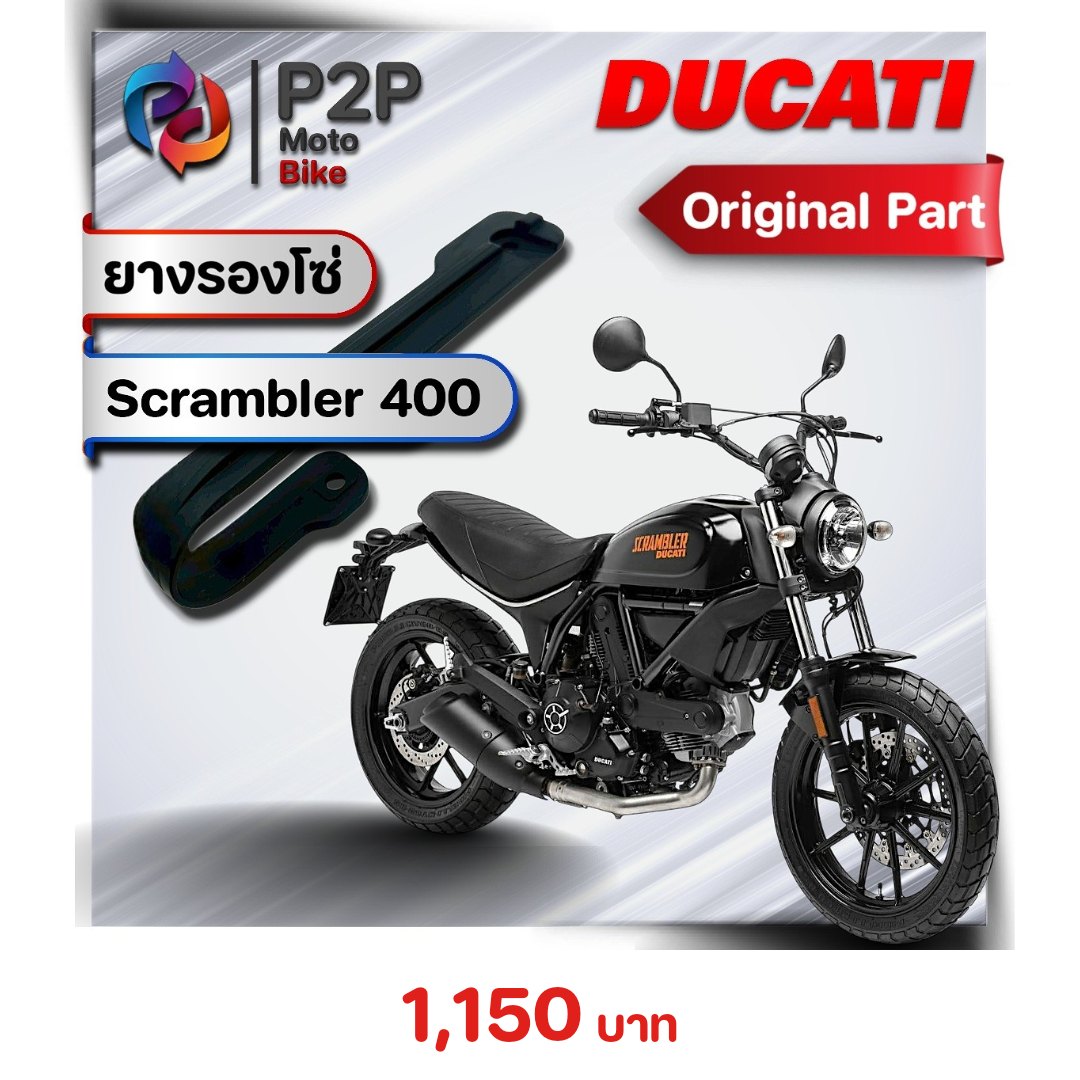 P2P
Moto
Bike
DUCATI
Original Part
ยางรองโซ่
Scrambler 400
SCRAMBLER
DUCATI
DUCATI
1,150 บาท